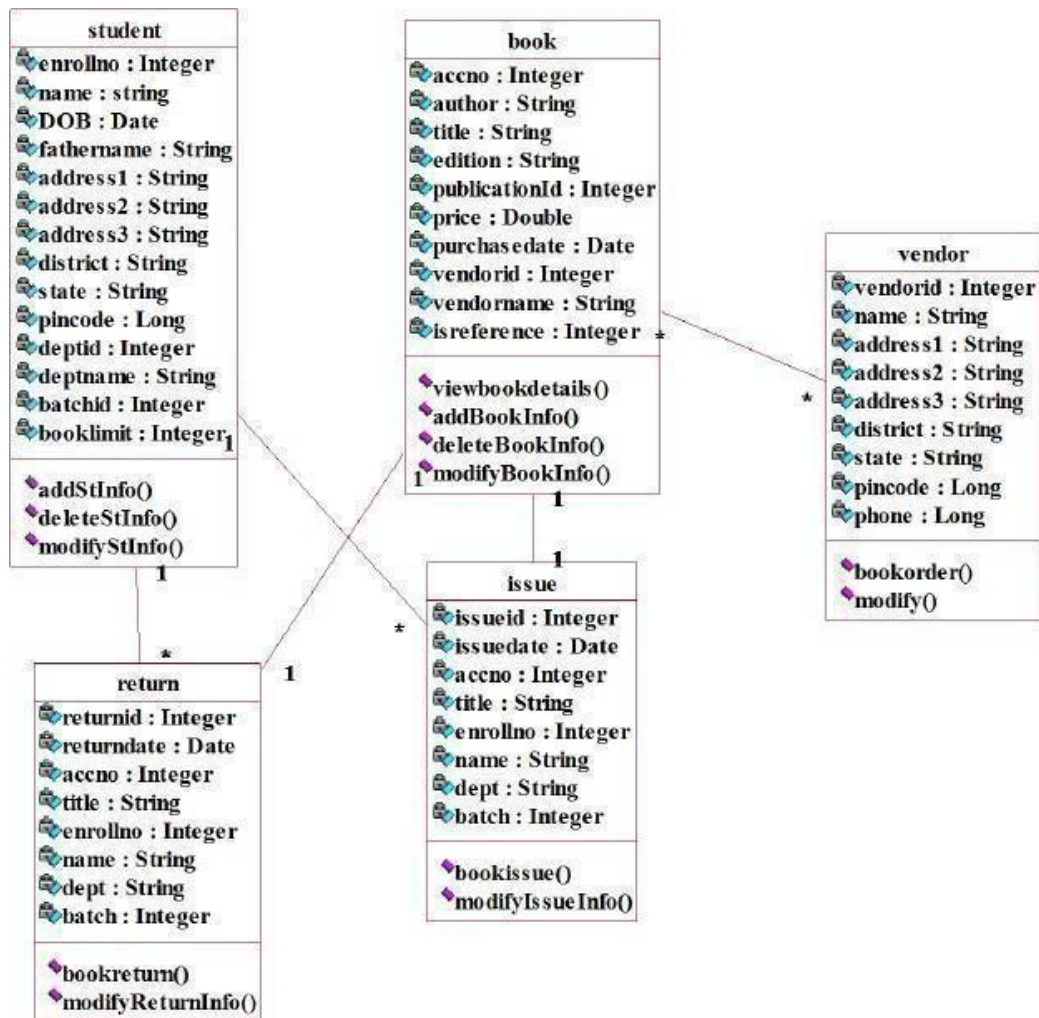 student
enrollno : Integer
name : string
DOB : Date
fathername : String
address1 : String
address2 : String
address3 : String
district : String
state : String
pincode : Long
deptid : Integer
deptname : String
batchid : Integer
booklimit : Integer
1
addStInfo()
deleteStInfo()
modifyStInfo()
1
book
accno : Integer
author : String
title : String
edition : String
publicationId : Integer
price : Double
purchasedate : Date
vendorid : Integer
vendorname : String
isreference : Integer
*
viewbookdetails()
addBookInfo()
deleteBookInfo()
modifyBookInfo()
1
1
vendor
vendorid : Integer
name : String
address1 : String
address2 : String
address3 : String
district : String
state : String
pincode : Long
phone : Long
*
bookorder()
modify()
1
issue
issueid : Integer
issuedate : Date
accno : Integer
title : String
enrollno : Integer
name : String
dept : String
batch : Integer
*
bookissue()
modifyIssueInfo()
*
1
return
returnid : Integer
returndate : Date
accno : Integer
title : String
enrollno : Integer
name : String
dept : String
batch : Integer
bookreturn()
modifyReturnInfo()